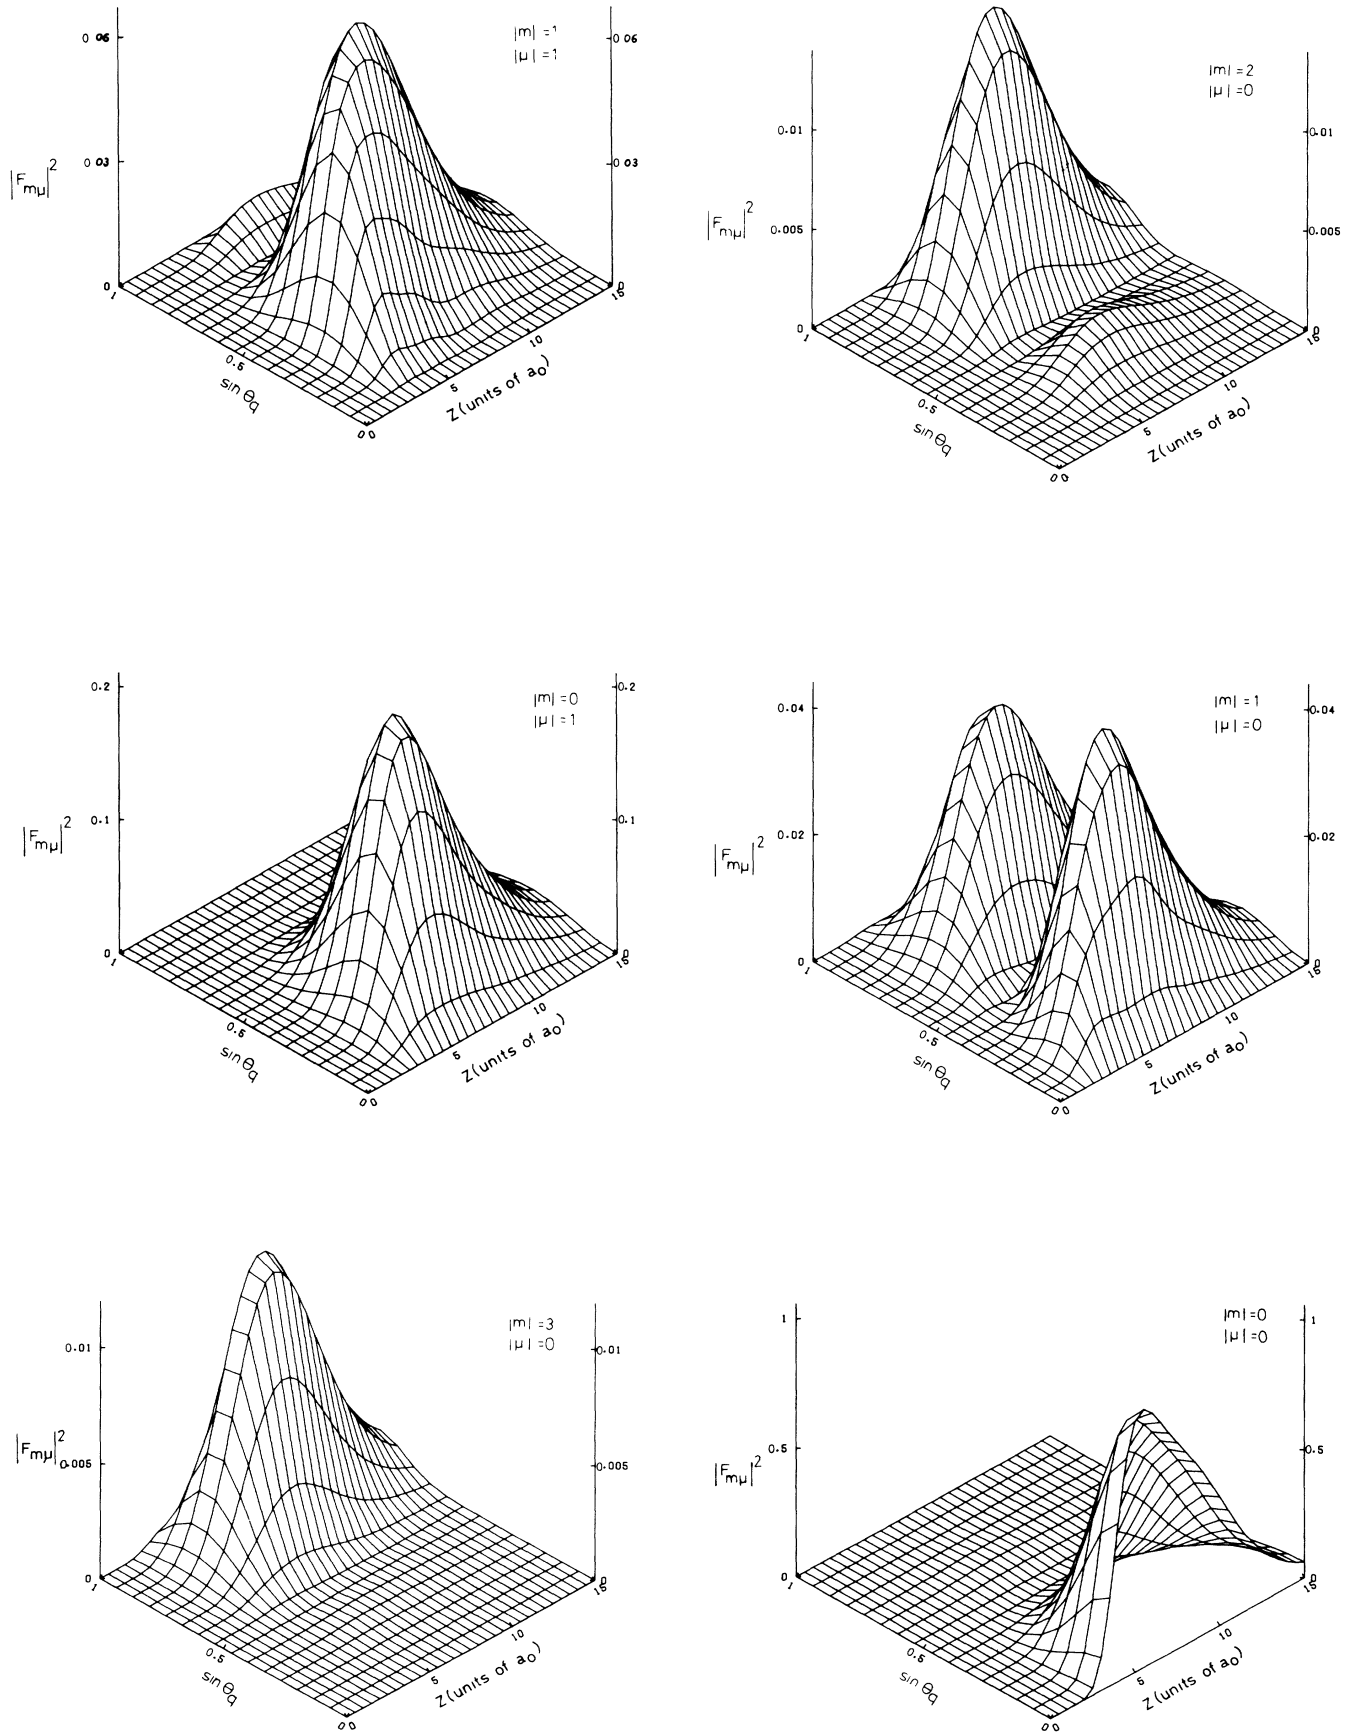 0 06
0 03
0
|Fmμ|²
|m| =1
|μ| =1
0 06
0 03
0
1
0.5
0
sin θq
0
5
10
15
Z(units of a₀)
0.01
0.005
0
|Fmμ|²
|m| =2
|μ| =0
0.01
0.005
0
1
0.5
0
sin θq
0
5
10
15
Z(units of a₀)
0.2
0.1
0
|Fmμ|²
|m| =0
|μ| =1
0.2
0.1
0
1
0.5
0
sin θq
0
5
10
15
Z(units of a₀)
0.04
0.02
0
|Fmμ|²
|m| =1
|μ| =0
0.04
0.02
0
1
0.5
0
sin θq
0
5
10
15
Z(units of a₀)
0.01
0.005
0
|Fmμ|²
|m| =3
|μ| =0
0.01
0.005
0
1
0.5
0
sin θq
0
5
10
15
Z(units of a₀)
1
0.5
0
|Fmμ|²
|m| =0
|μ| =0
1
0.5
0
1
0.5
0
sin θq
0
5
10
15
Z(units of a₀)